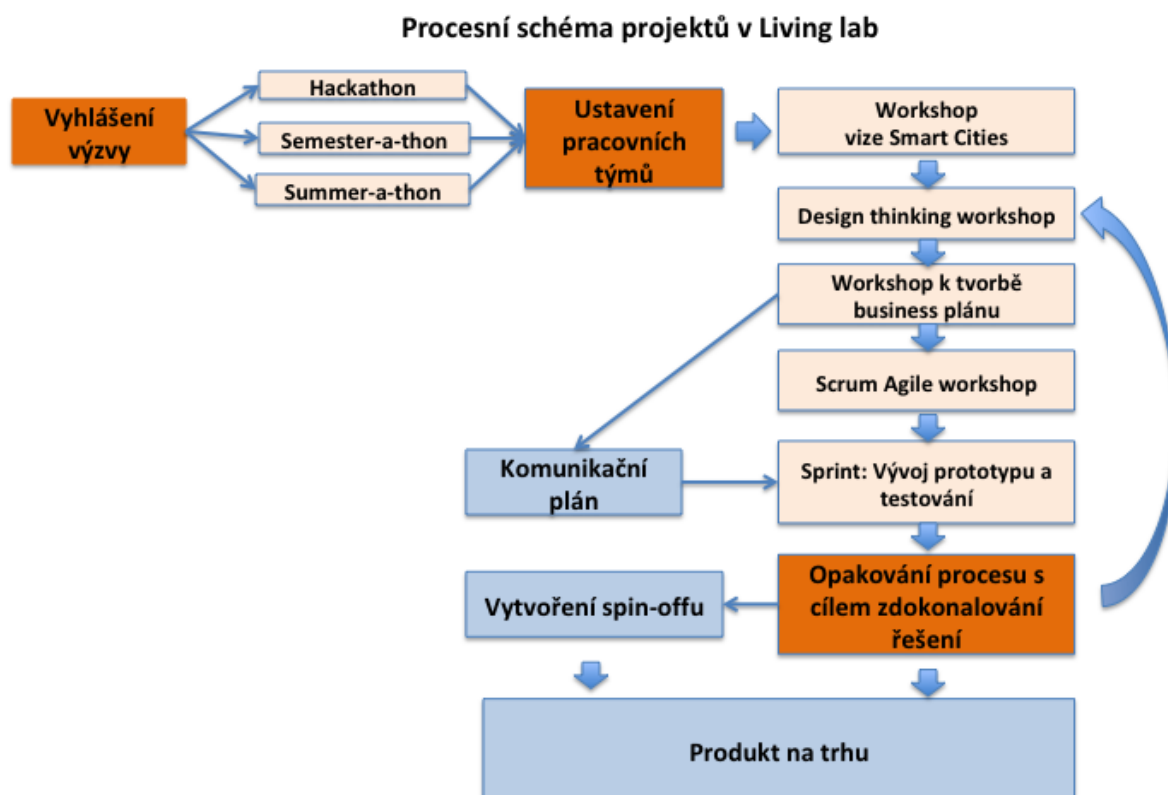 Procesní schéma projektů v Living lab
Vyhlášení
výzvy
Hackathon
Semester-a-thon
Summer-a-thon
Ustavení
pracovních
týmů
Workshop
vize Smart Cities
Design thinking workshop
Workshop k tvorbě
business plánu
Scrum Agile workshop
Komunikační
plán
Sprint: Vývoj prototypu a
testování
Vytvoření spin-offu
Opakování procesu s
cílem zdokonalování
řešení
Produkt na trhu